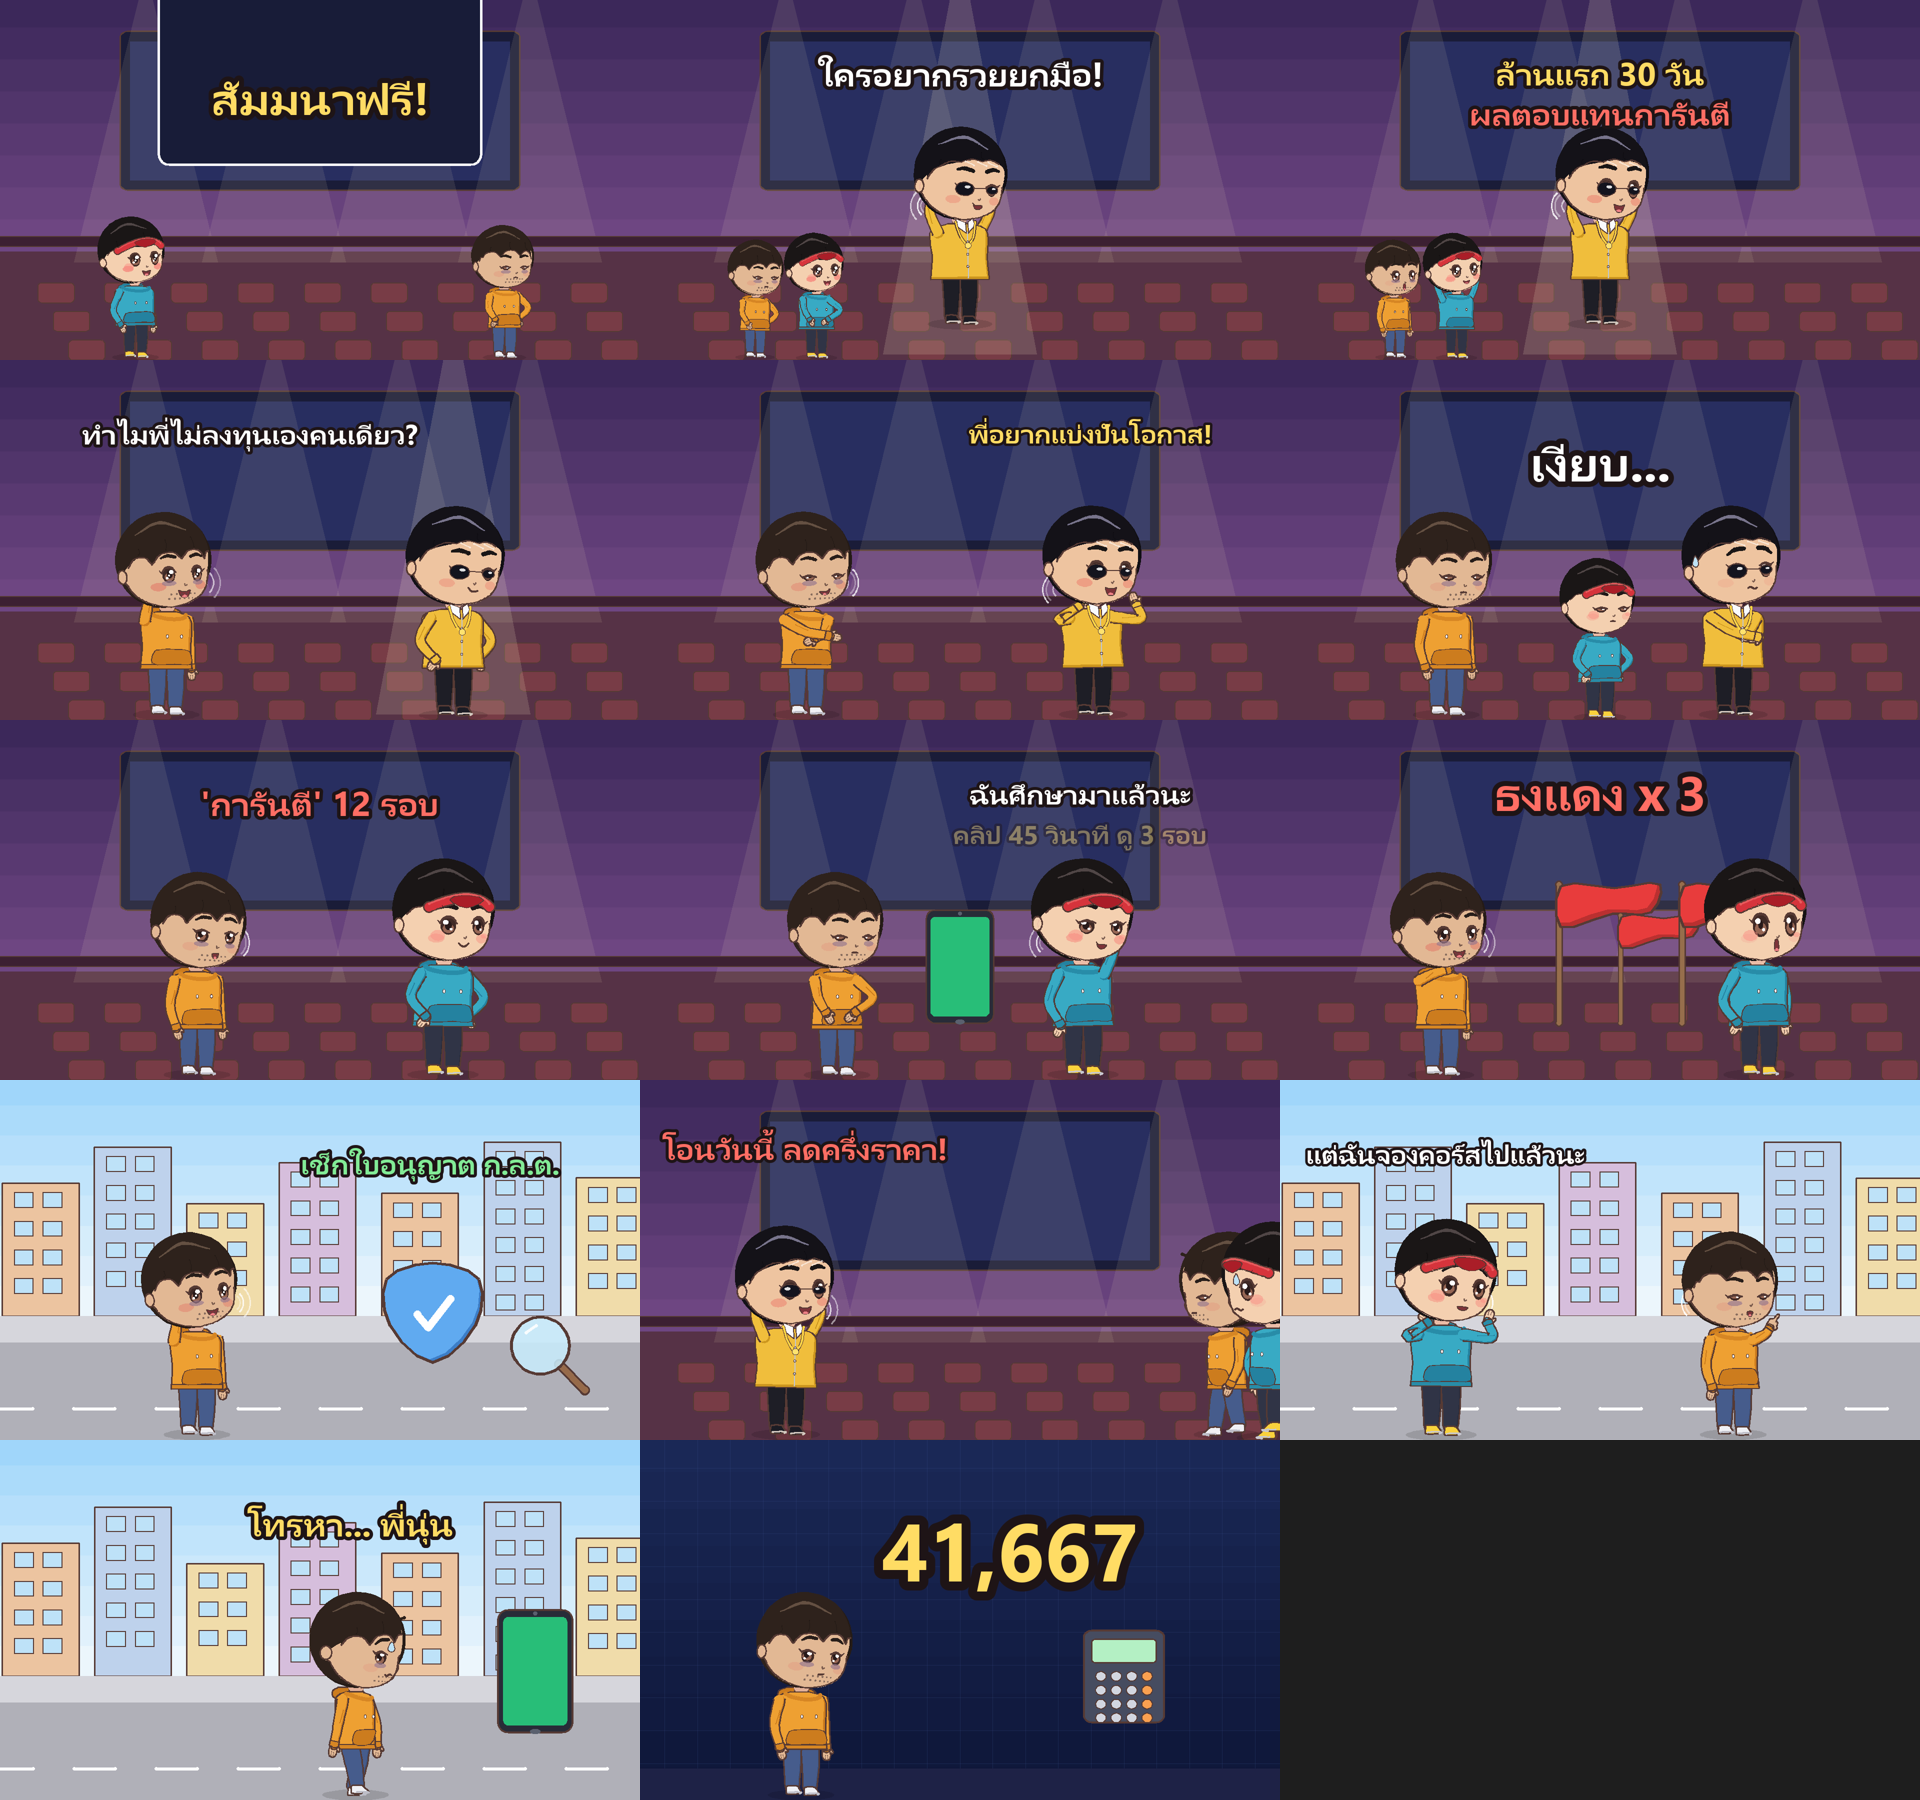 สัมมนาฟรี!
ใครอยากรวยยกมือ!
ล้านแรก 30 วัน
ผลตอบแทนการันตี
ทำไมพี่ไม่ลงทุนเองคนเดียว?
พี่อยากแบ่งปันโอกาส!
เงียบ...
'การันตี' 12 รอบ
ฉันศึกษามาแล้วนะ
คลิป 45 วินาที ดู 3 รอบ
ธงแดง x 3
เช็กใบอนุญาต ก.ล.ต.
โอนวันนี้ ลดครึ่งราคา!
แต่ฉันจองคอร์สไปแล้วนะ
โทรหา... พี่นุ่น
41,667